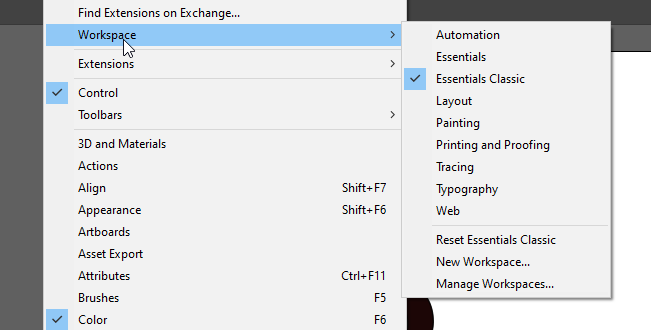 Find Extensions on Exchange...
Workspace
Extensions
Control
Toolbars
3D and Materials
Actions
Align Shift+F7
Appearance Shift+F6
Artboards
Asset Export
Attributes Ctrl+F11
Brushes F5
Color F6
Automation
Essentials
Essentials Classic
Layout
Painting
Printing and Proofing
Tracing
Typography
Web
Reset Essentials Classic
New Workspace...
Manage Workspaces...